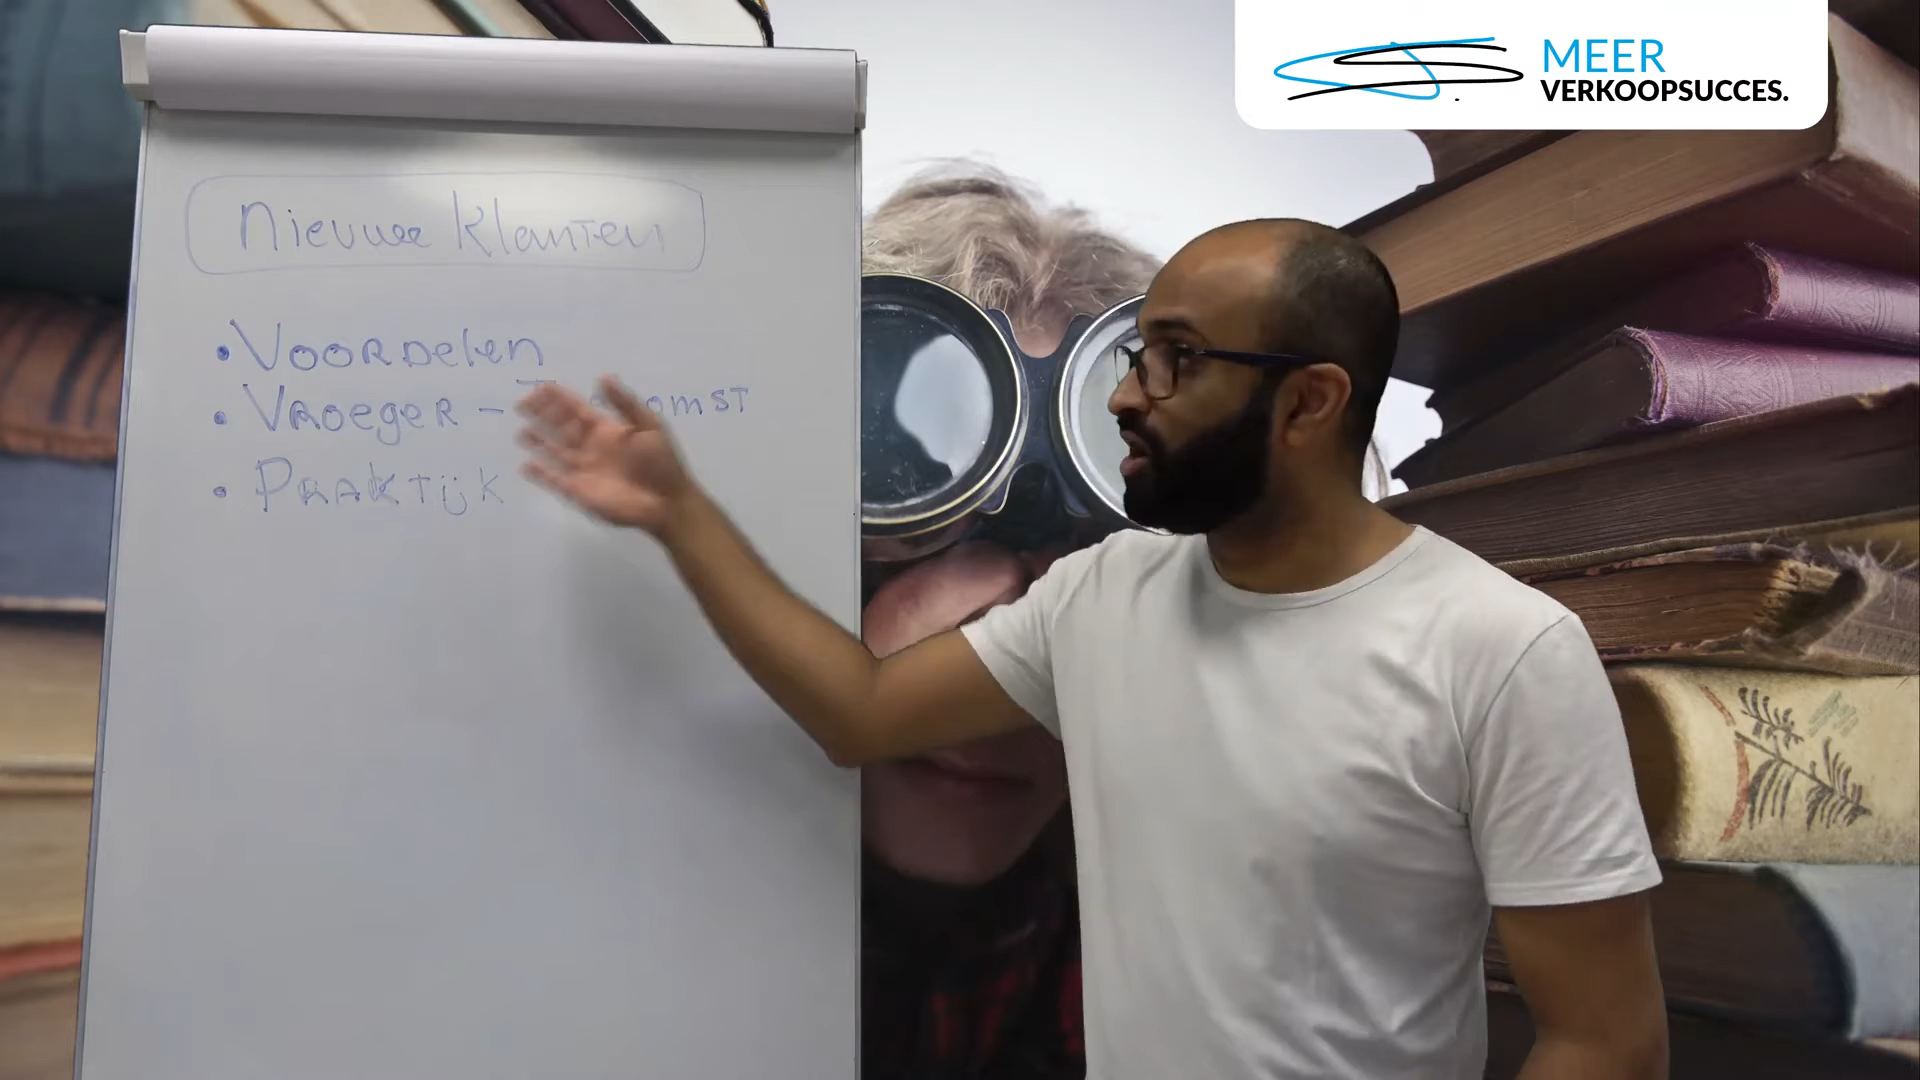 MEER
VERKOOPSUCCES.
Nieuwe Klanten
• Voordelen
• Vroeger -
• Praktijk